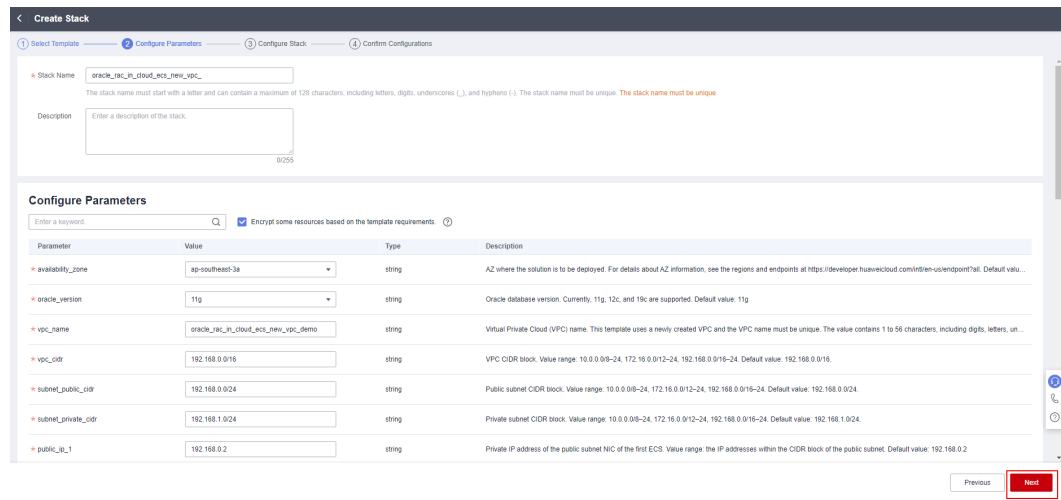 Create Stack
1 Select Template 2 Configure Parameters 3 Configure Stack 4 Confirm Configurations
* Stack Name oracle_rac_in_cloud_ecs_new_vpc_
The stack name must start with a letter and can contain a maximum of 128 characters, including letters, digits, underscores (_), and hyphens (-). The stack name must be unique. The stack name must be unique.
Description Enter a description of the stack.
0/255
Configure Parameters
Enter a keyword. Encrypt some resources based on the template requirements.
Parameter Value Type Description
* availability_zone ap-southeast-3a string AZ where the solution is to be deployed. For details about AZ information, see the regions and endpoints at https://developer.huaweicloud.com/intl/en-us/endpoint?all. Default valu...
* oracle_version 11g string Oracle database version. Currently, 11g, 12c, and 19c are supported. Default value: 11g
* vpc_name oracle_rac_in_cloud_ecs_new_vpc_demo string Virtual Private Cloud (VPC) name. This template uses a newly created VPC and the VPC name must be unique. The value contains 1 to 56 characters, including digits, letters, un...
* vpc_cidr 192.168.0.0/16 string VPC CIDR block. Value range: 10.0.0.0/8–24, 172.16.0.0/12–24, 192.168.0.0/16–24. Default value: 192.168.0.0/16.
* subnet_public_cidr 192.168.0.0/24 string Public subnet CIDR block. Value range: 10.0.0.0/8–24, 172.16.0.0/12–24, 192.168.0.0/16–24. Default value: 192.168.0.0/24.
* subnet_private_cidr 192.168.1.0/24 string Private subnet CIDR block. Value range: 10.0.0.0/8–24, 172.16.0.0/12–24, 192.168.0.0/16–24. Default value: 192.168.1.0/24.
* public_ip_1 192.168.0.2 string Private IP address of the public subnet NIC of the first ECS. Value range: the IP addresses within the CIDR block of the public subnet. Default value: 192.168.0.2
Previous Next